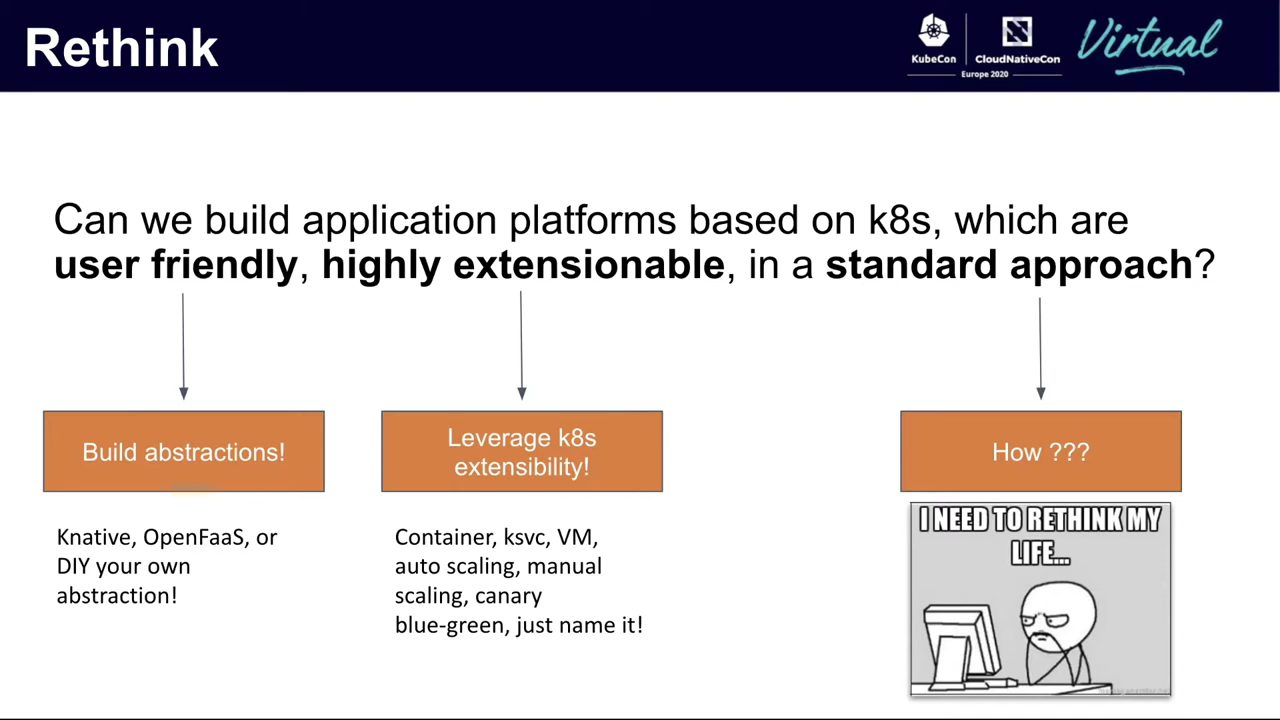 Rethink
KubeCon
CloudNativeCon
Europe 2020
Virtual
Can we build application platforms based on k8s, which are
user friendly, highly extensionable, in a standard approach?
Build abstractions!
Knative, OpenFaaS, or
DIY your own
abstraction!
Leverage k8s
extensibility!
Container, ksvc, VM,
auto scaling, manual
scaling, canary
blue-green, just name it!
How ???
I NEED TO RETHINK MY
LIFE...